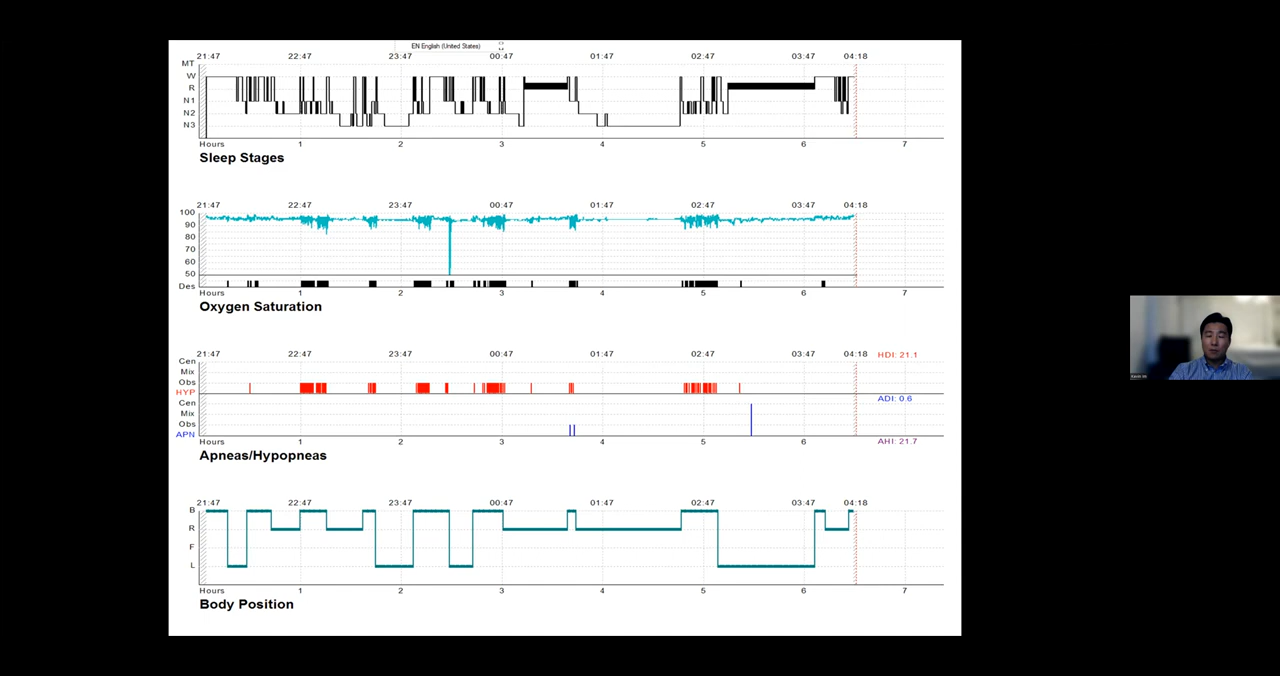 EN English (United States)
21:47 22:47 23:47 00:47 01:47 02:47 03:47 04:18
MT
W
R
N1
N2
N3
Hours 1 2 3 4 5 6 7
Sleep Stages
21:47 22:47 23:47 00:47 01:47 02:47 03:47 04:18
100
90
80
70
60
50
Des
Hours 1 2 3 4 5 6 7
Oxygen Saturation
21:47 22:47 23:47 00:47 01:47 02:47 03:47 04:18 HDI: 21.1
Cen
Mix
Obs
HYP
ADI: 0.6
Cen
Mix
Obs
APN
AHI: 21.7
Hours 1 2 3 4 5 6 7
Apneas/Hypopneas
21:47 22:47 23:47 00:47 01:47 02:47 03:47 04:18
B
R
F
L
Hours 1 2 3 4 5 6 7
Body Position